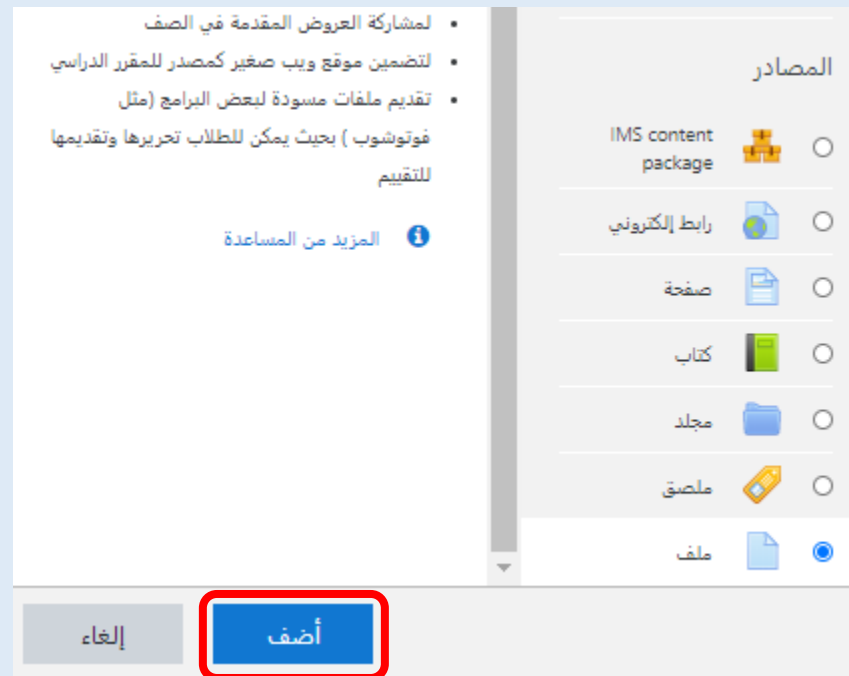 المصادر
IMS content
package
رابط إلكتروني
صفحة
كتاب
مجلد
ملصق
ملف
لمشاركة العروض المقدمة في الصف
لتضمين موقع ويب صغير كمصدر للمقرر الدراسي
تقديم ملفات مسودة لبعض البرامج (مثل
فوتوشوب ) بحيث يمكن للطلاب تحريرها وتقديمها
للتقييم
المزيد من المساعدة
أضف
إلغاء